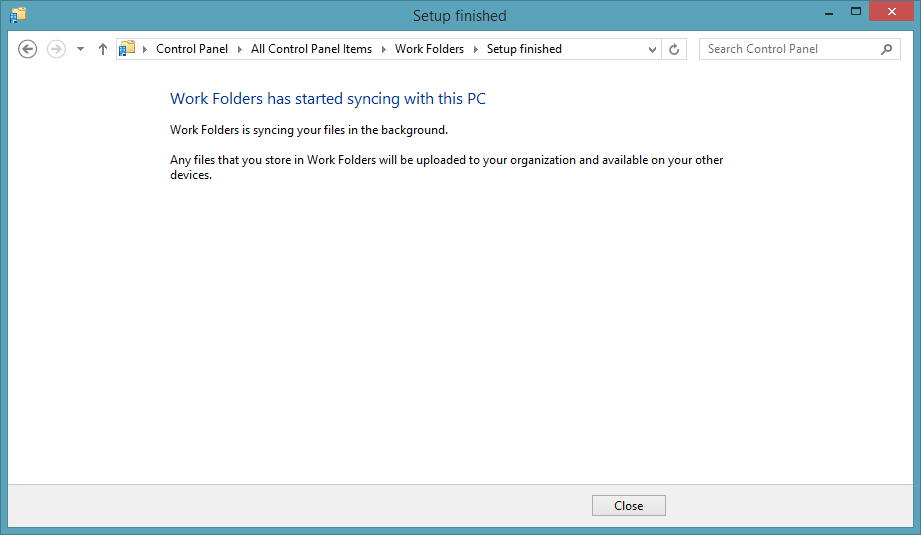 Setup finished
Control Panel All Control Panel Items Work Folders Setup finished Search Control Panel
Work Folders has started syncing with this PC
Work Folders is syncing your files in the background.
Any files that you store in Work Folders will be uploaded to your organization and available on your other
devices.
Close